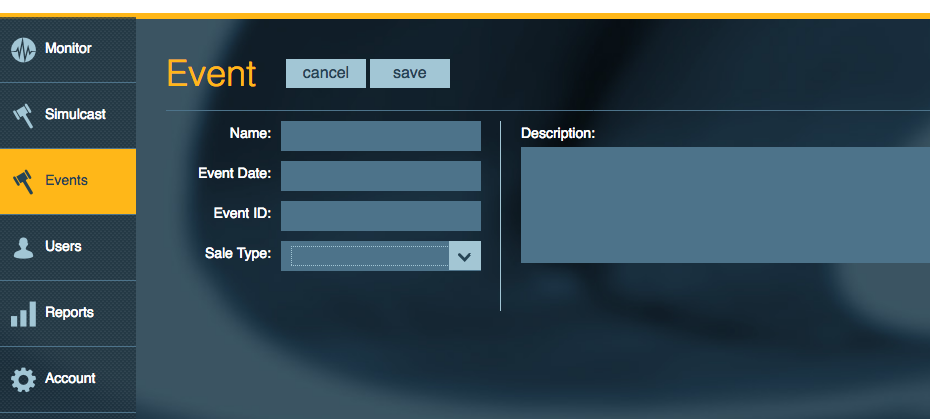 Monitor
Simulcast
Events
Users
Reports
Account
Event
cancel
save
Name:
Event Date:
Event ID:
Sale Type:
Description: